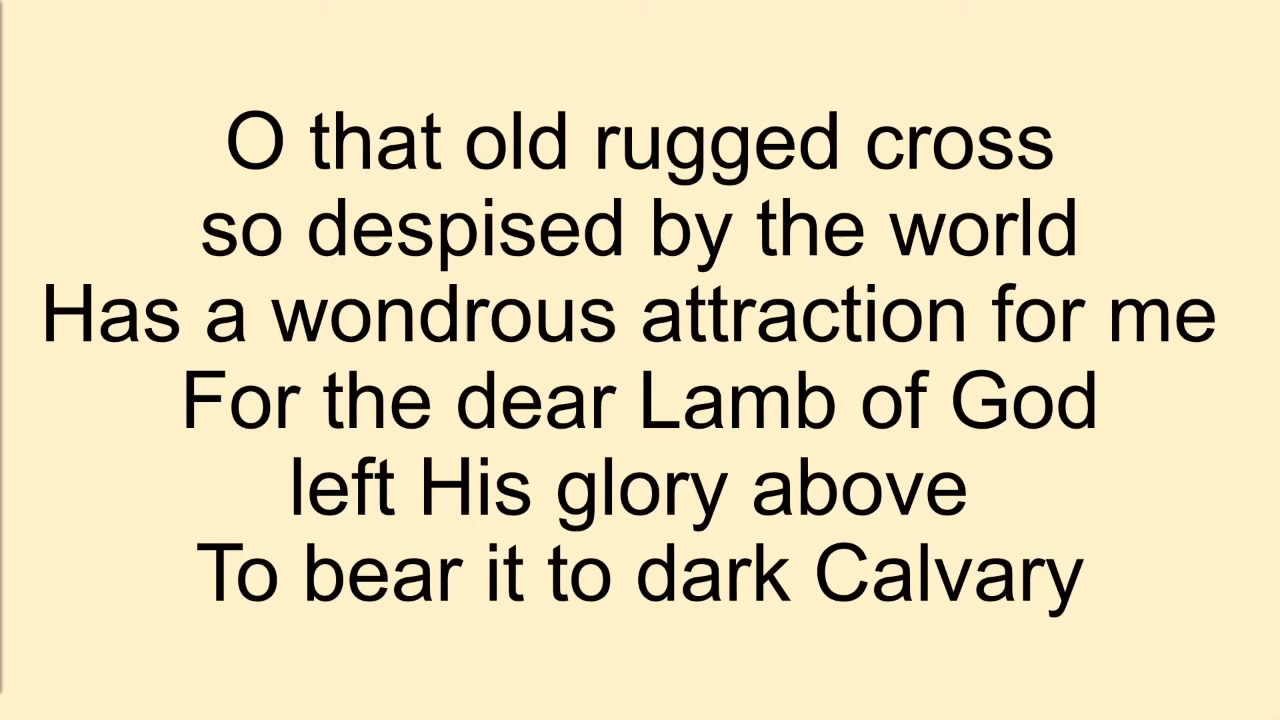 O that old rugged cross
so despised by the world
Has a wondrous attraction for me
For the dear Lamb of God
left His glory above
To bear it to dark Calvary